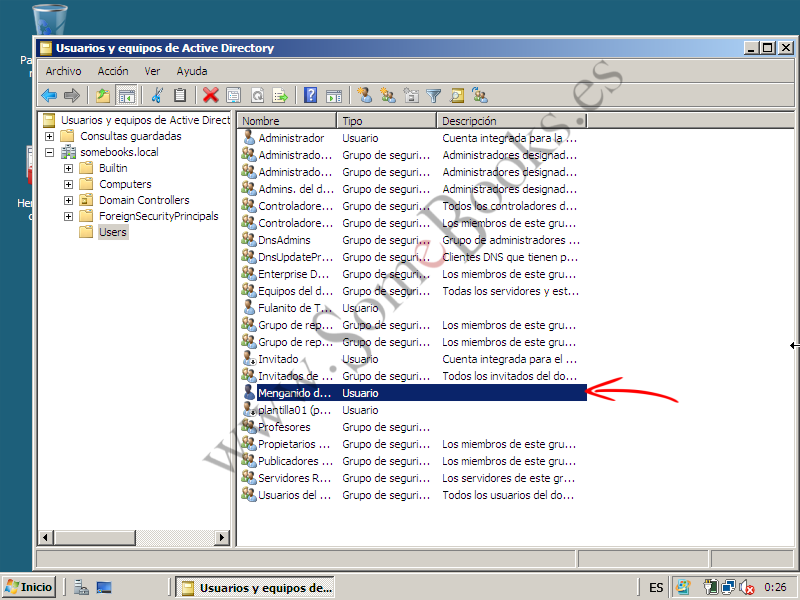 Pa
Usuarios y equipos de Active Directory
Archivo Acción Ver Ayuda
Usuarios y equipos de Active Direct
Consultas guardadas
somebooks.local
Builtin
Computers
Domain Controllers
ForeignSecurityPrincipals
Users
He
Nombre Tipo Descripción
Administrador Usuario Cuenta integrada para la ...
Administrado... Grupo de seguri... Administradores designad...
Administrado... Grupo de seguri... Administradores designad...
Admins. del d... Grupo de seguri... Administradores designad...
Controladore... Grupo de seguri... Todos los controladores d...
Controladore... Grupo de seguri... Los miembros de este gru...
DnsAdmins Grupo de seguri... Grupo de administradores ...
DnsUpdatePr... Grupo de seguri... Clientes DNS que tienen p...
Enterprise D... Grupo de seguri... Los miembros de este gru...
Equipos del d... Grupo de seguri... Todas los servidores y est...
Fulanito de T... Usuario
Grupo de rep... Grupo de seguri... Los miembros de este gru...
Grupo de rep... Grupo de seguri... Los miembros de este gru...
Invitado Usuario Cuenta integrada para el ...
Invitados de ... Grupo de seguri... Todos los invitados del do...
Menganido d... Usuario
plantilla01 (p... Usuario
Profesores Grupo de seguri...
Propietarios ... Grupo de seguri... Los miembros de este gru...
Publicadores ... Grupo de seguri... Los miembros de este gru...
Servidores R... Grupo de seguri... Los servidores de este gr...
Usuarios del ... Grupo de seguri... Todos los usuarios del do...
www.SomeBooks.es
Inicio Usuarios y equipos de... ES 0:26